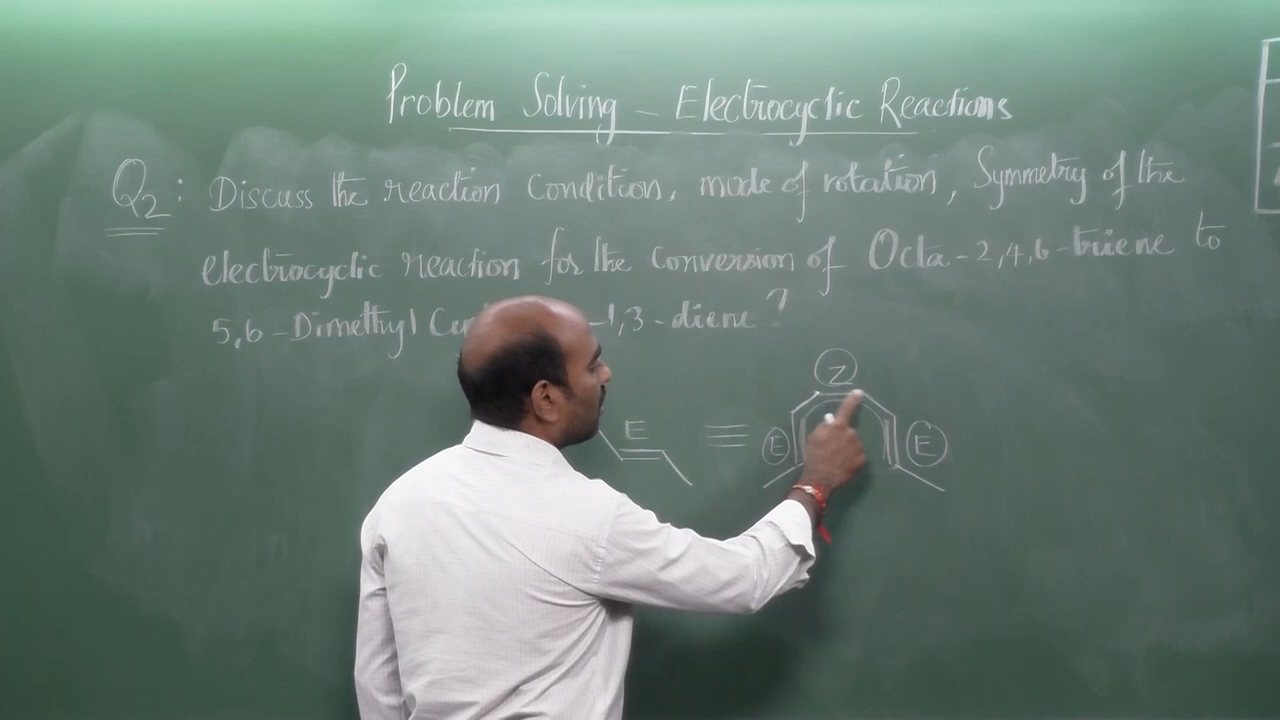 Problem Solving - Electrocyclic Reactions
Q2: Discuss the reaction Condition, mode of rotation, Symmetry of the
electrocyclic reaction for the conversion of Octa-2,4,6-triene to
5,6-Dimethyl -1,3-diene?
Z
E
E
E